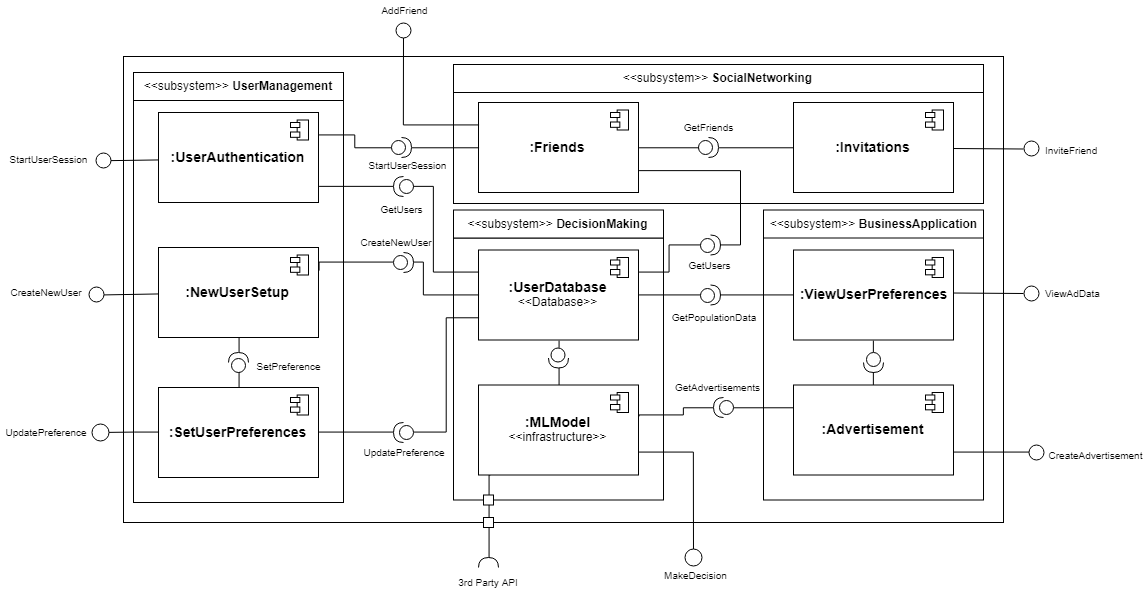 AddFriend
<<subsystem>> UserManagement
<<subsystem>> SocialNetworking
:UserAuthentication
:Friends
GetFriends
:Invitations
StartUserSession
StartUserSession
InviteFriend
GetUsers
<<subsystem>> DecisionMaking
<<subsystem>> BusinessApplication
CreateNewUser
GetUsers
CreateNewUser
:NewUserSetup
:UserDatabase
<<Database>>
:ViewUserPreferences
ViewAdData
GetPopulationData
SetPreference
GetAdvertisements
UpdatePreference
:SetUserPreferences
:MLModel
<<infrastructure>>
:Advertisement
UpdatePreference
CreateAdvertisement
3rd Party API
MakeDecision